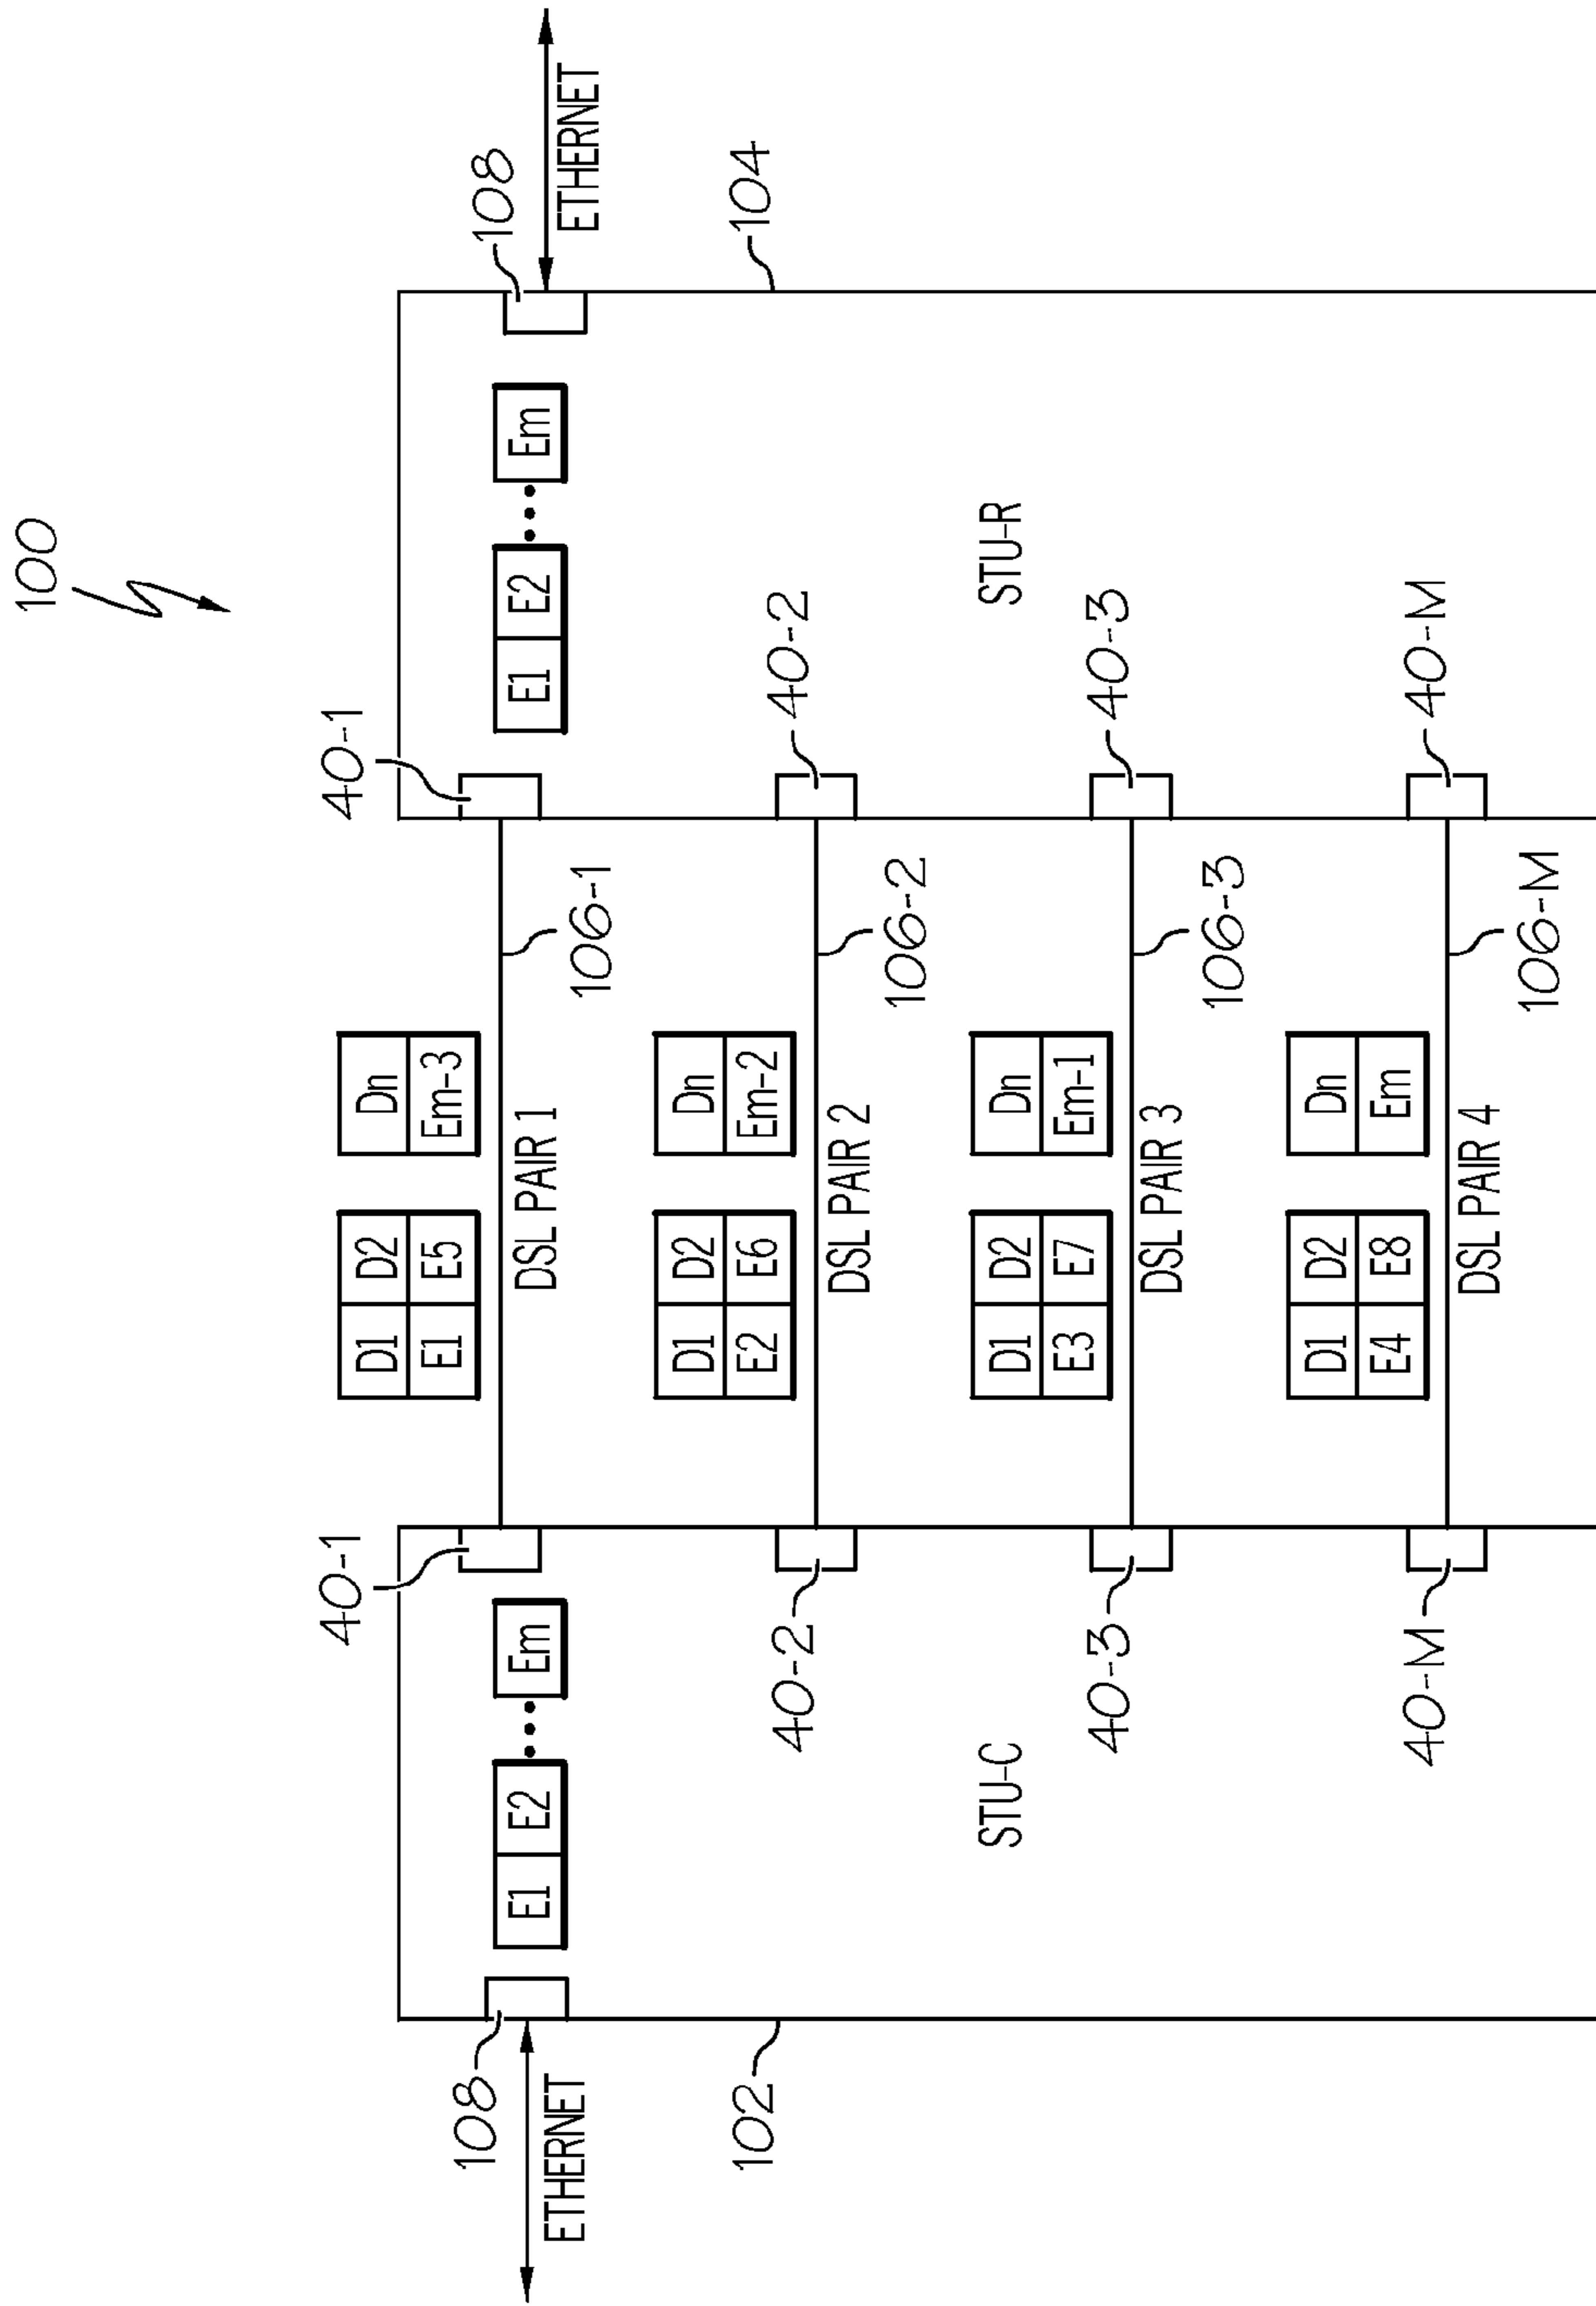 100
40-1
40-1
D1 D2
E1 E5
Dn
Em-3
108
108
ETHERNET
E1 E2 Em
DSL PAIR 1
106-1
E1 E2 Em
ETHERNET
102
104
40-2
D1 D2
E2 E6
Dn
Em-2
40-2
DSL PAIR 2
106-2
STU-C
STU-R
40-3
D1 D2
E3 E7
Dn
Em-1
40-3
DSL PAIR 3
106-3
40-M
D1 D2
E4 E8
Dn
Em
40-M
DSL PAIR 4
106-M